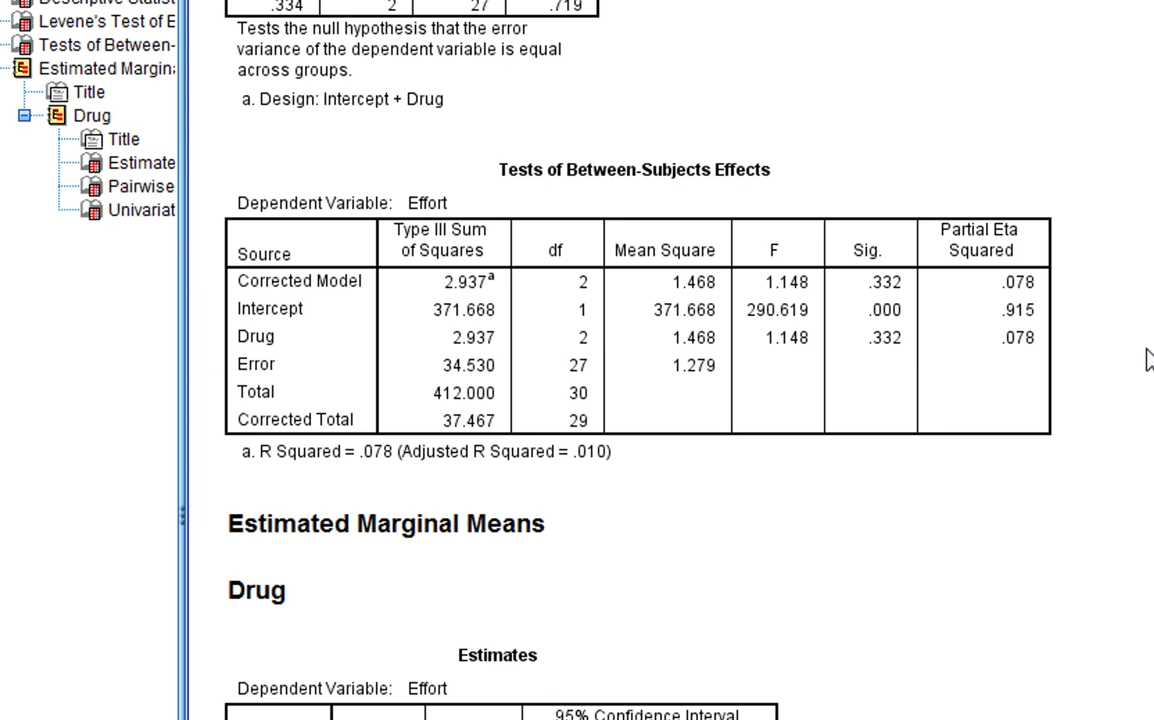 Descriptive Statist
Levene's Test of E
Tests of Between-
Estimated Margin
Title
Drug
Title
Estimate
Pairwise
Univariat
.334 2 27 .719
Tests the null hypothesis that the error
variance of the dependent variable is equal
across groups.
a. Design: Intercept + Drug
Tests of Between-Subjects Effects
Dependent Variable: Effort
Source Type III Sum of Squares df Mean Square F Sig. Partial Eta Squared
Corrected Model 2.937a 2 1.468 1.148 .332 .078
Intercept 371.668 1 371.668 290.619 .000 .915
Drug 2.937 2 1.468 1.148 .332 .078
Error 34.530 27 1.279
Total 412.000 30
Corrected Total 37.467 29
a. R Squared = .078 (Adjusted R Squared = .010)
Estimated Marginal Means
Drug
Estimates
Dependent Variable: Effort
95% Confidence Interval